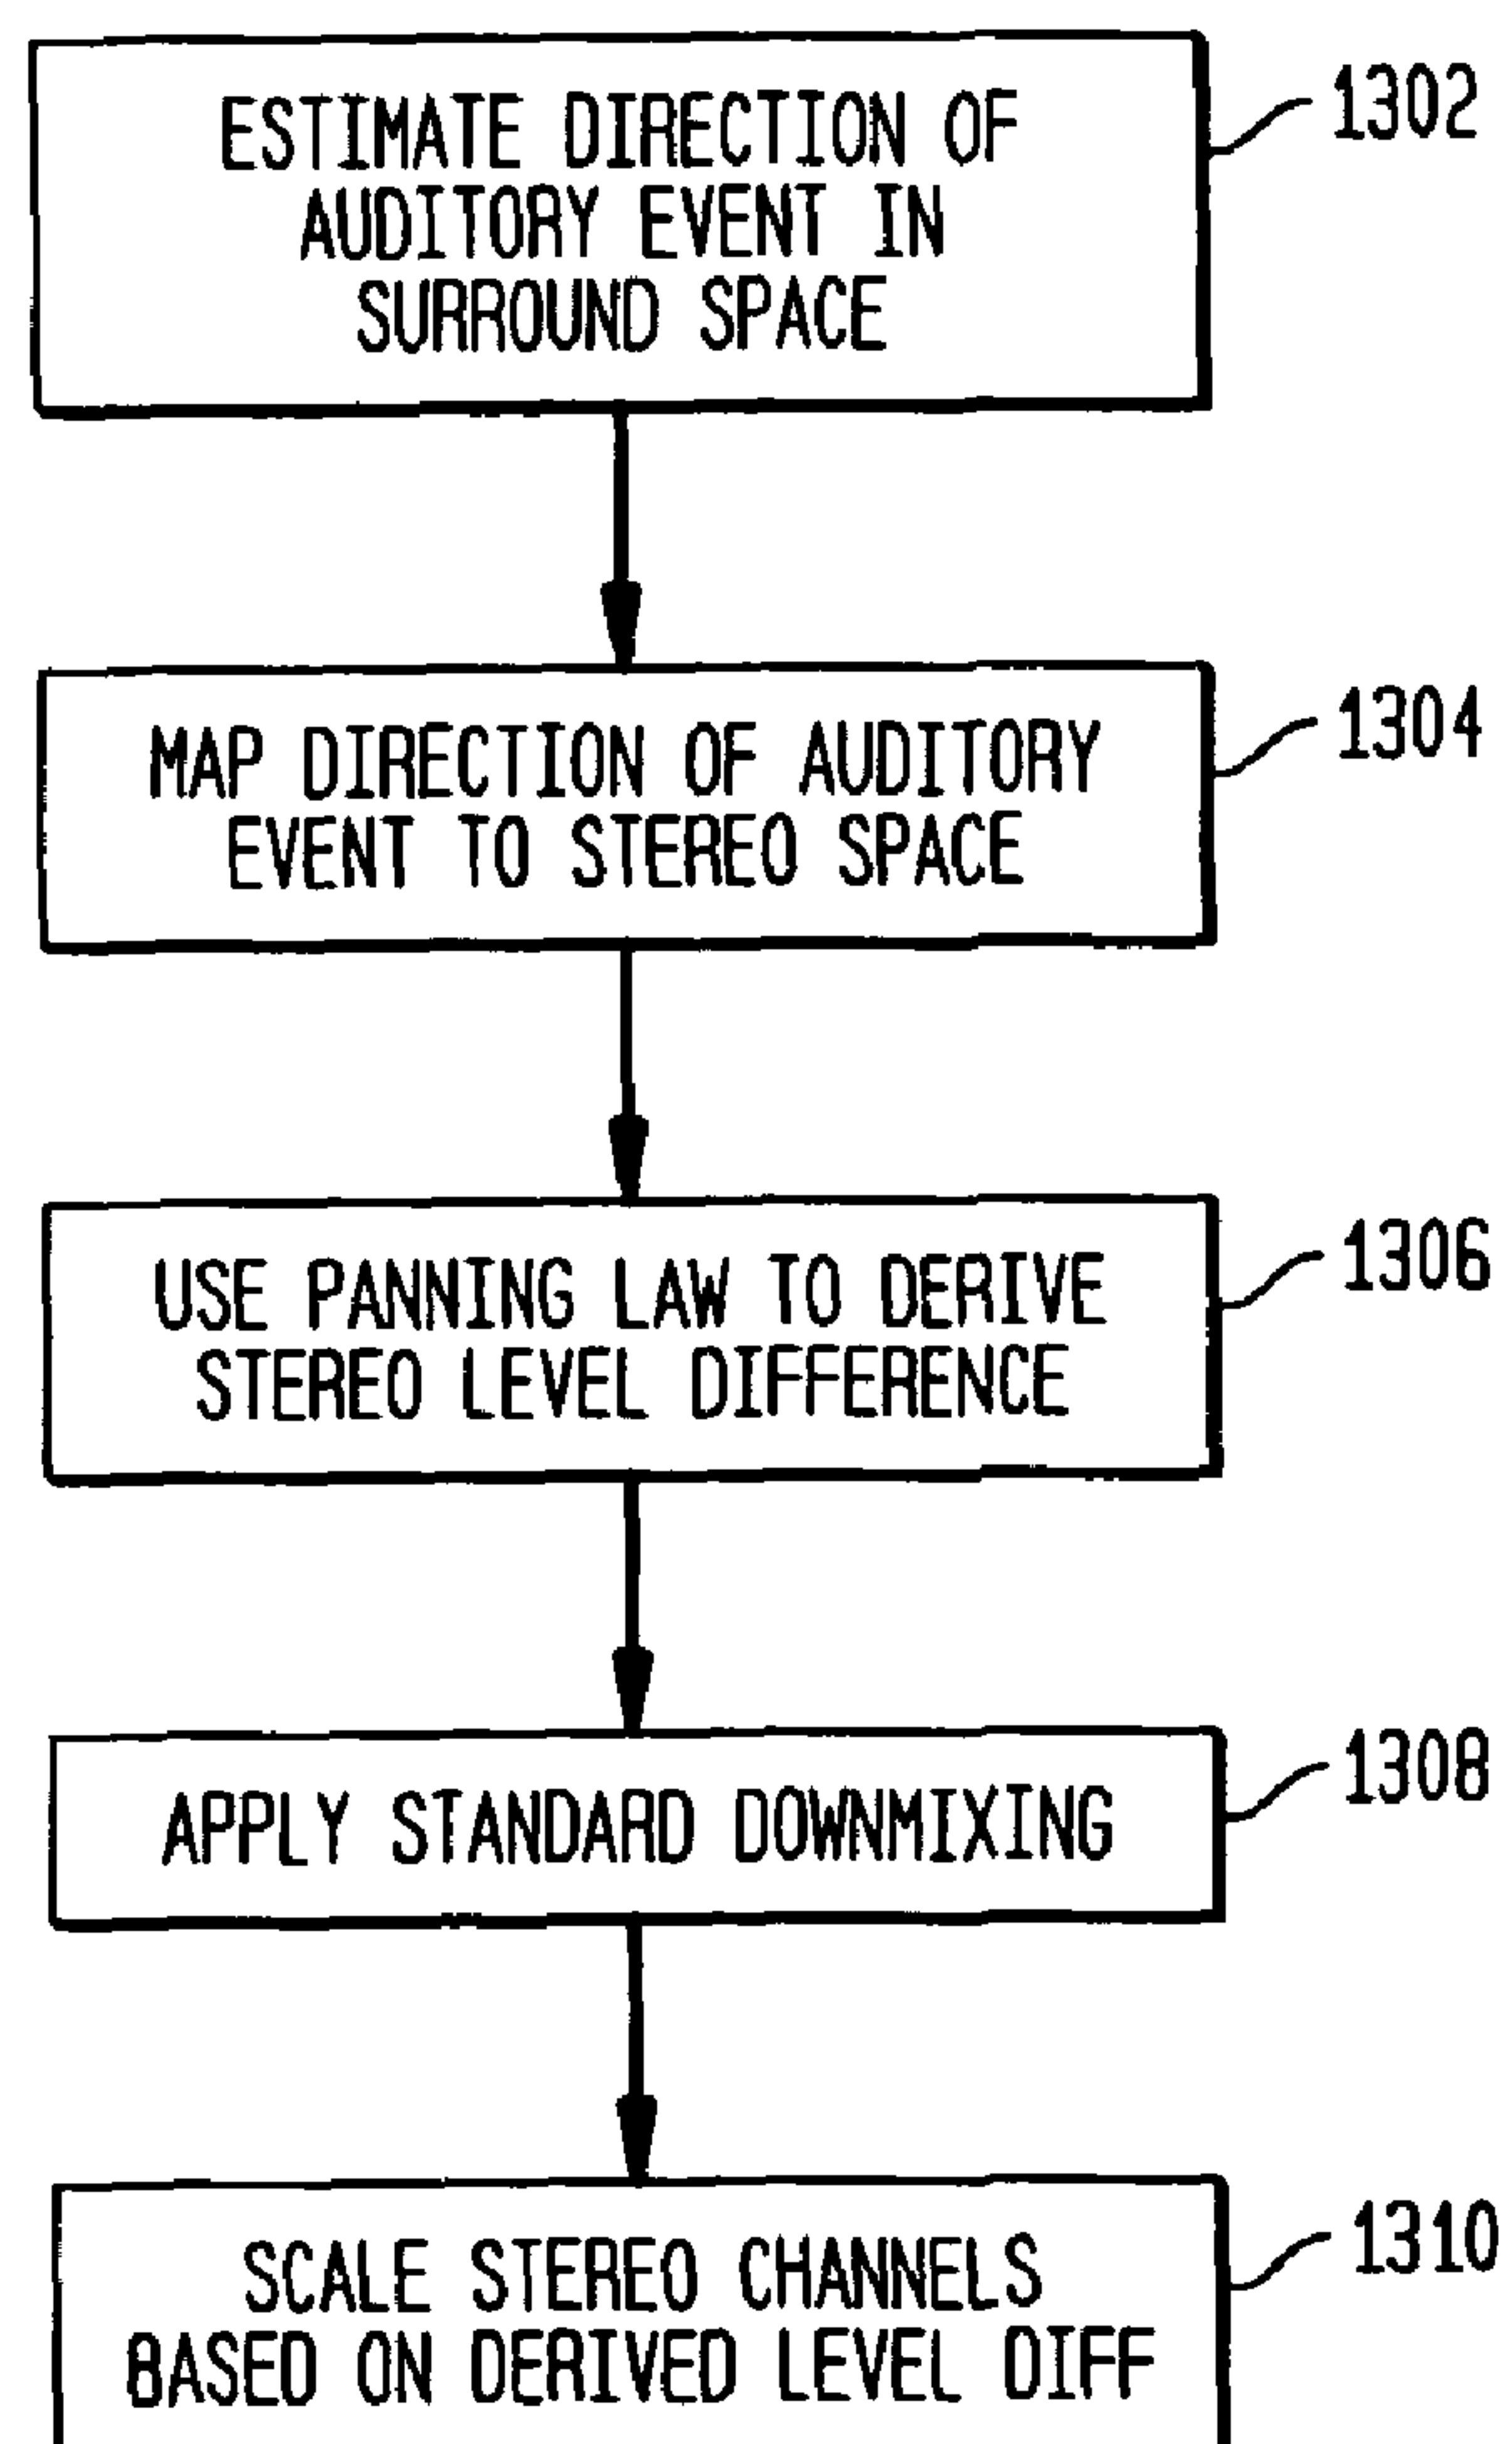 ESTIMATE DIRECTION OF
AUDITORY EVENT IN
SURROUND SPACE
1302
MAP DIRECTION OF AUDITORY
EVENT TO STEREO SPACE
1304
USE PANNING LAW TO DERIVE
STEREO LEVEL DIFFERENCE
1306
APPLY STANDARD DOWNMIXING
1308
SCALE STEREO CHANNELS
BASED ON DERIVED LEVEL DIFF
1310